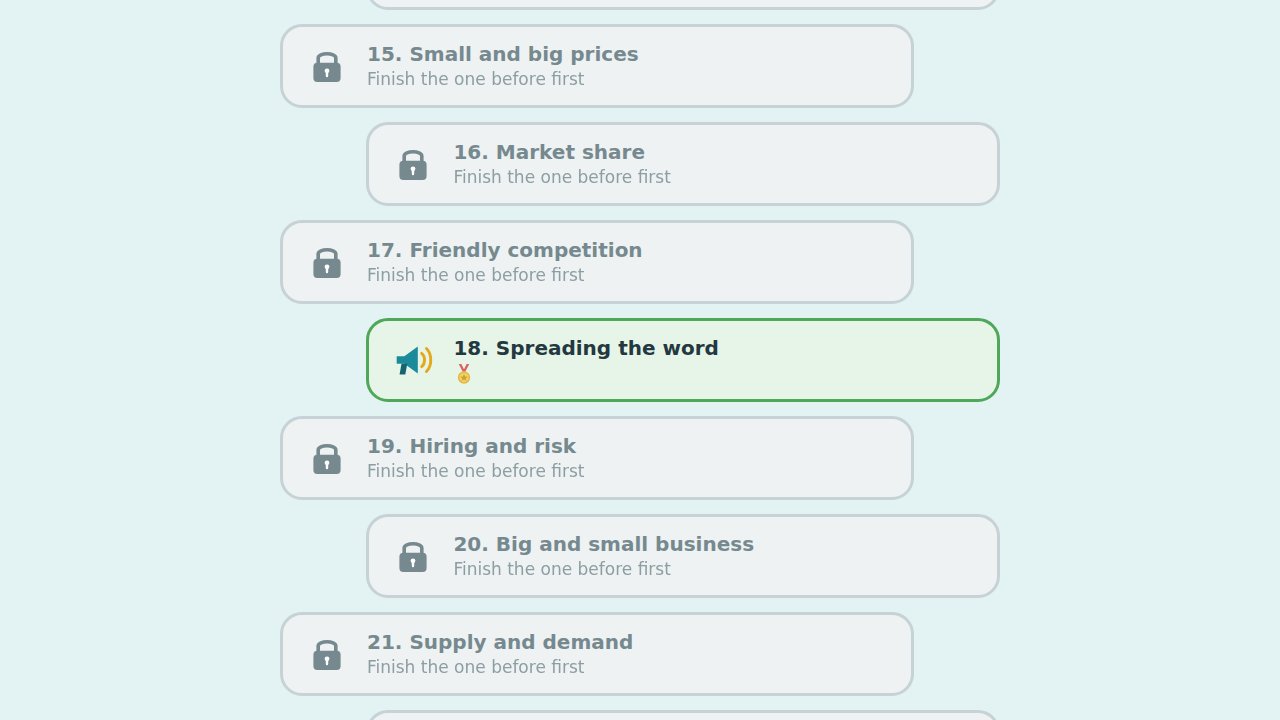 15. Small and big prices
Finish the one before first
16. Market share
Finish the one before first
17. Friendly competition
Finish the one before first
18. Spreading the word
19. Hiring and risk
Finish the one before first
20. Big and small business
Finish the one before first
21. Supply and demand
Finish the one before first